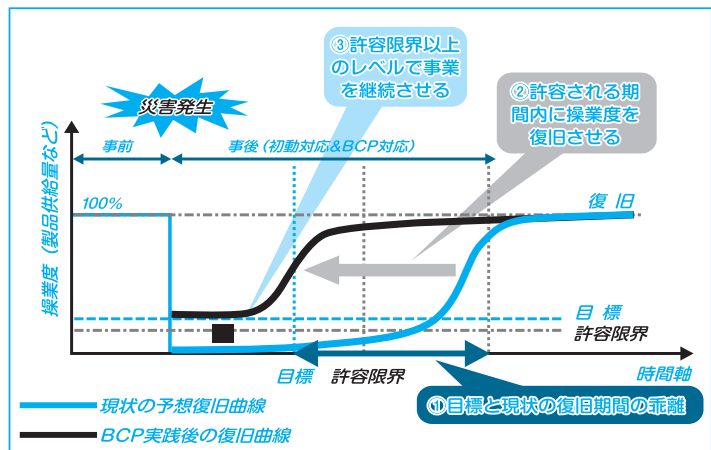 ③許容限界以上
のレベルで事業
を継続させる
②許容される期
間内に操業度を
復旧させる
災害発生
事前
事後（初動対応&BCP対応）
100%
復旧
操業度（製品供給量など）
目標
許容限界
目標
許容限界
時間軸
①目標と現状の復旧期間の乖離
現状の予想復旧曲線
BCP実践後の復旧曲線